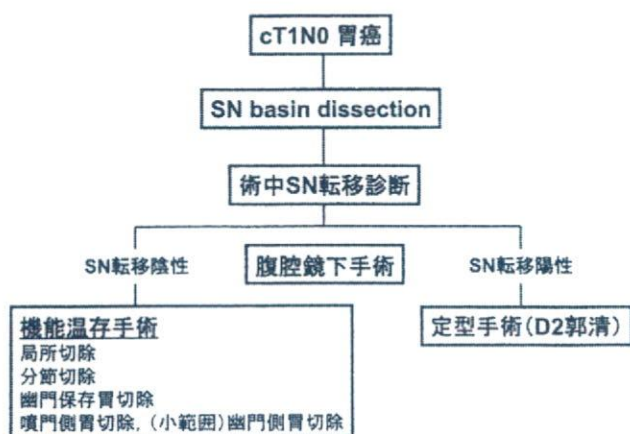 cT1N0 胃癌
SN basin dissection
術中SN転移診断
SN転移陰性
腹腔鏡下手術
SN転移陽性
機能温存手術
局所切除
分節切除
幽門保存胃切除
噴門側胃切除,（小範囲）幽門側胃切除
定型手術（D2郭清）